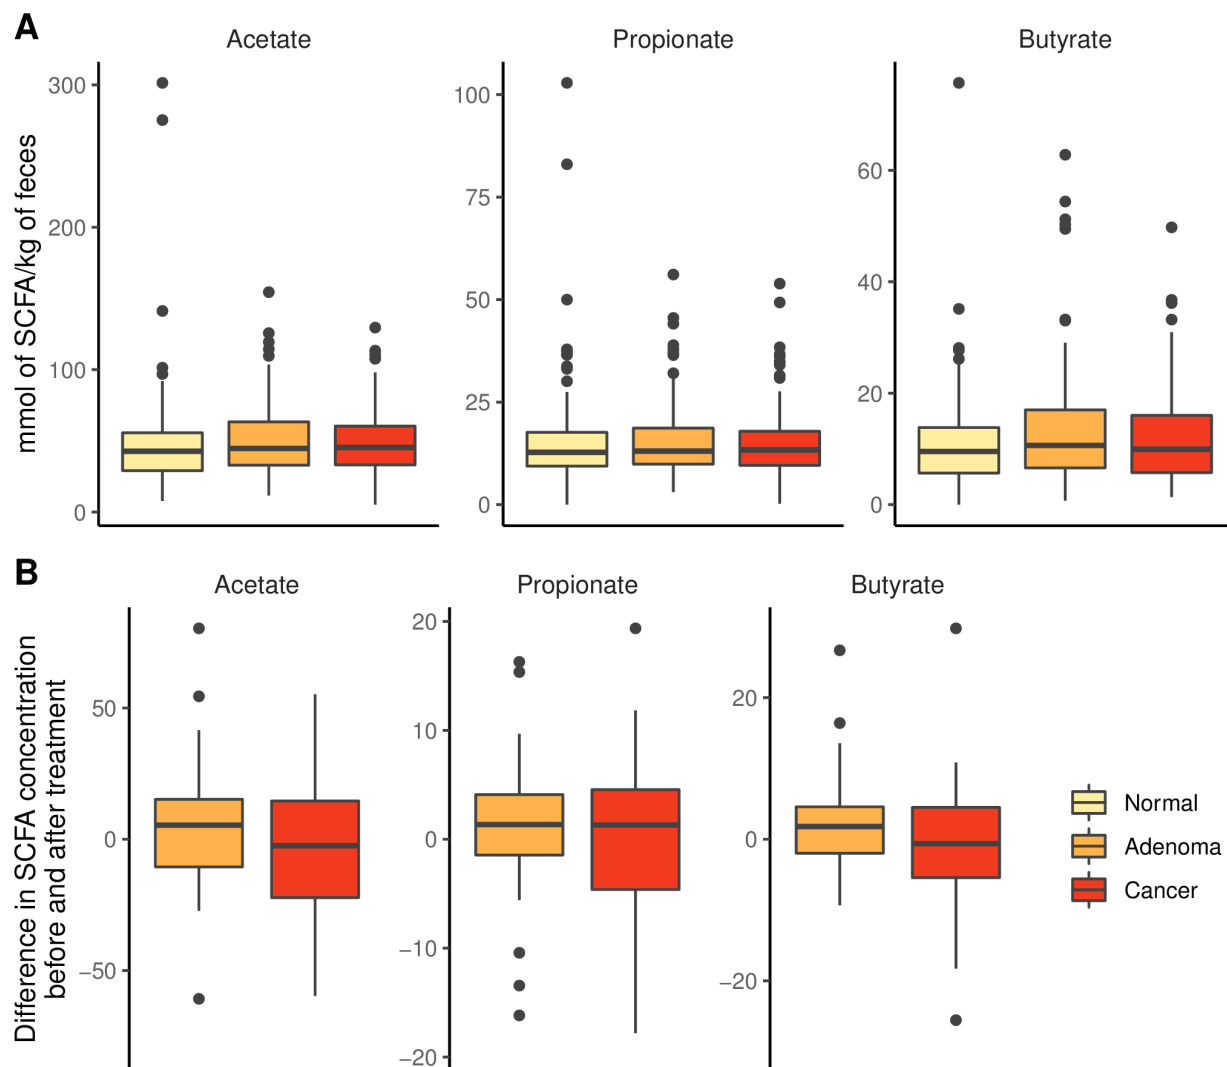 A
Acetate
Propionate
Butyrate
mmol of SCFA/kg of feces
300
200
100
0
100
75
50
25
0
60
40
20
0
B
Acetate
Propionate
Butyrate
Difference in SCFA concentration
before and after treatment
50
0
−50
20
10
0
−10
−20
20
0
−20
Normal
Adenoma
Cancer